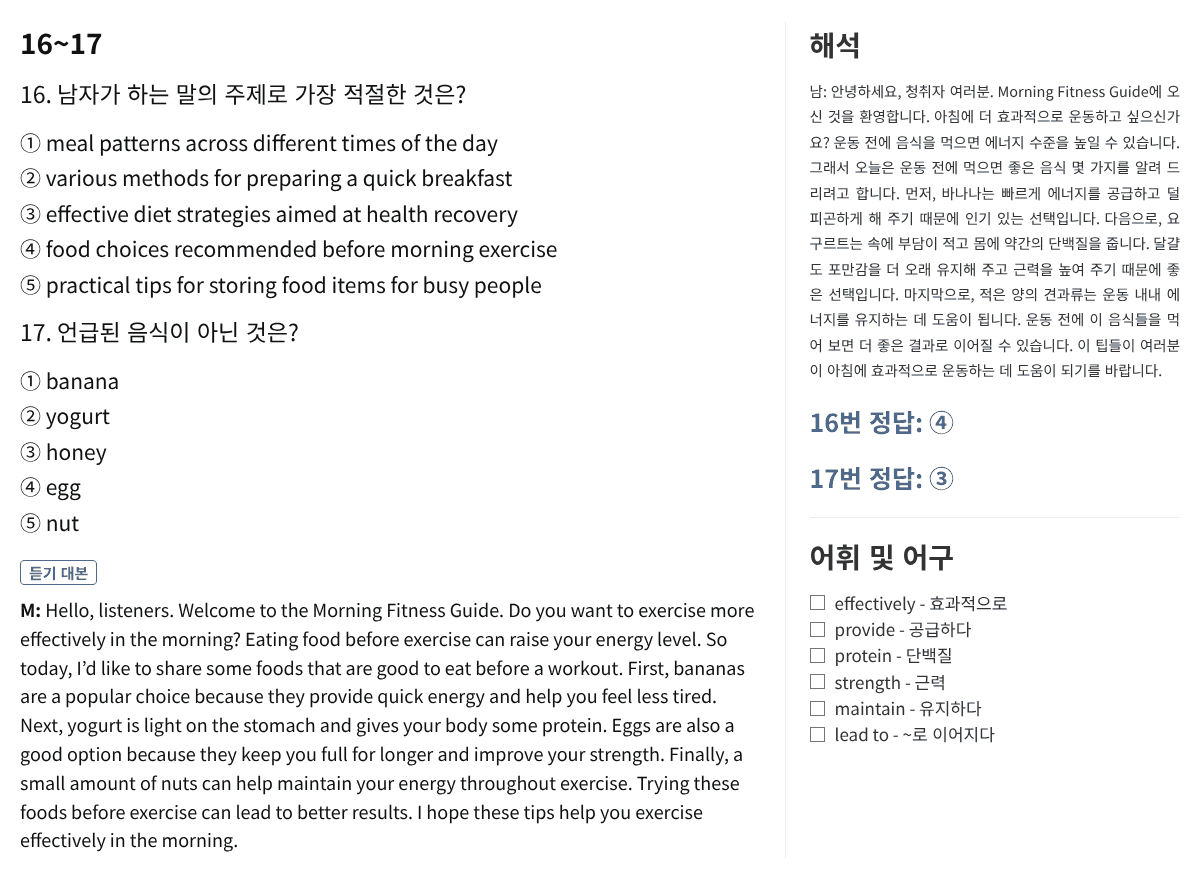 16~17
16. 남자가 하는 말의 주제로 가장 적절한 것은?
① meal patterns across different times of the day
② various methods for preparing a quick breakfast
③ effective diet strategies aimed at health recovery
④ food choices recommended before morning exercise
⑤ practical tips for storing food items for busy people
17. 언급된 음식이 아닌 것은?
① banana
② yogurt
③ honey
④ egg
⑤ nut
듣기 대본
M: Hello, listeners. Welcome to the Morning Fitness Guide. Do you want to exercise more
effectively in the morning? Eating food before exercise can raise your energy level. So
today, I’d like to share some foods that are good to eat before a workout. First, bananas
are a popular choice because they provide quick energy and help you feel less tired.
Next, yogurt is light on the stomach and gives your body some protein. Eggs are also a
good option because they keep you full for longer and improve your strength. Finally, a
small amount of nuts can help maintain your energy throughout exercise. Trying these
foods before exercise can lead to better results. I hope these tips help you exercise
effectively in the morning.
해석
남: 안녕하세요, 청취자 여러분. Morning Fitness Guide에 오
신 것을 환영합니다. 아침에 더 효과적으로 운동하고 싶으신가
요? 운동 전에 음식을 먹으면 에너지 수준을 높일 수 있습니다.
그래서 오늘은 운동 전에 먹으면 좋은 음식 몇 가지를 알려 드
리려고 합니다. 먼저, 바나나는 빠르게 에너지를 공급하고 덜
피곤하게 해 주기 때문에 인기 있는 선택입니다. 다음으로, 요
구르트는 속에 부담이 적고 몸에 약간의 단백질을 줍니다. 달걀
도 포만감을 더 오래 유지해 주고 근력을 높여 주기 때문에 좋
은 선택입니다. 마지막으로, 적은 양의 견과류는 운동 내내 에
너지를 유지하는 데 도움이 됩니다. 운동 전에 이 음식들을 먹
어 보면 더 좋은 결과로 이어질 수 있습니다. 이 팁들이 여러분
이 아침에 효과적으로 운동하는 데 도움이 되기를 바랍니다.
16번 정답: ④
17번 정답: ③
어휘 및 어구
☐ effectively - 효과적으로
☐ provide - 공급하다
☐ protein - 단백질
☐ strength - 근력
☐ maintain - 유지하다
☐ lead to - ~로 이어지다